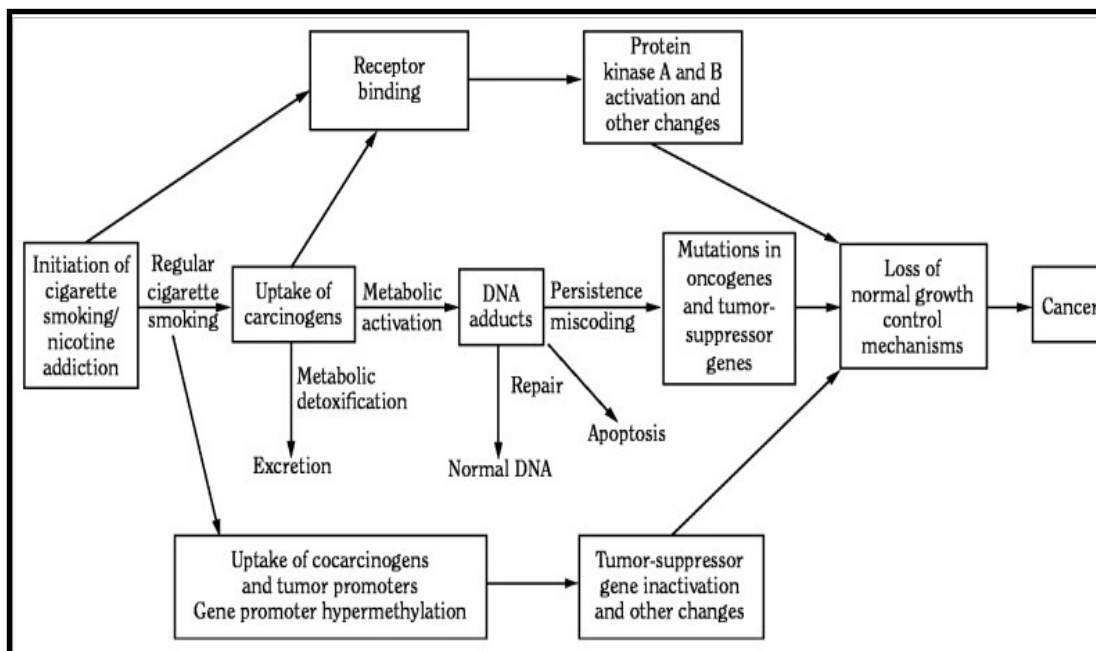 Receptor
binding
Protein
kinase A and B
activation and
other changes
Initiation of
cigarette
smoking/
nicotine
addiction
Regular
cigarette
smoking
Uptake of
carcinogens
Metabolic
activation
DNA
adducts
Persistence
miscoding
Mutations in
oncogenes
and tumor-
suppressor
genes
Loss of
normal growth
control
mechanisms
Cancer
Metabolic
detoxification
Excretion
Repair
Normal DNA
Apoptosis
Uptake of cocarcinogens
and tumor promoters
Gene promoter hypermethylation
Tumor-suppressor
gene inactivation
and other changes